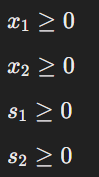 x₁ ≥ 0
x₂ ≥ 0
s₁ ≥ 0
s₂ ≥ 0